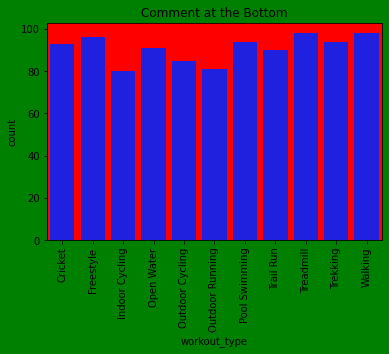 Comment at the Bottom
100
80
60
40
20
0
count
Cricket
Freestyle
Indoor Cycling
Open Water
Outdoor Cycling
Outdoor Running
Pool Swimming
Trail Run
Treadmill
Trekking
Walking
workout_type